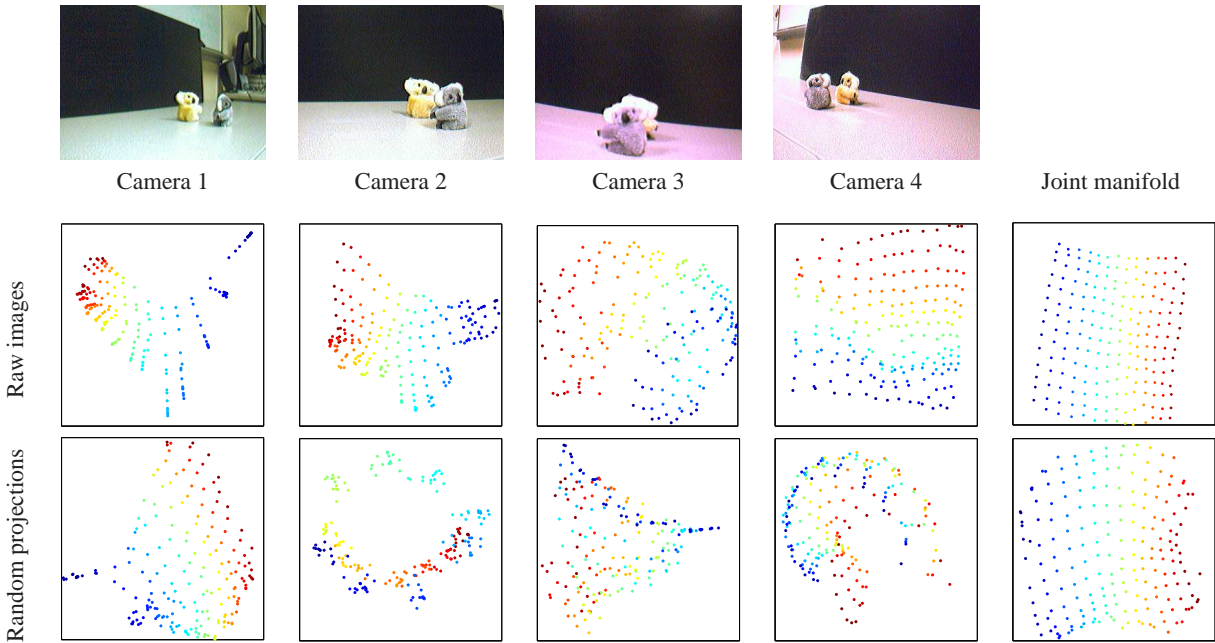 Camera 1
Camera 2
Camera 3
Camera 4
Joint manifold
Raw images
Random projections